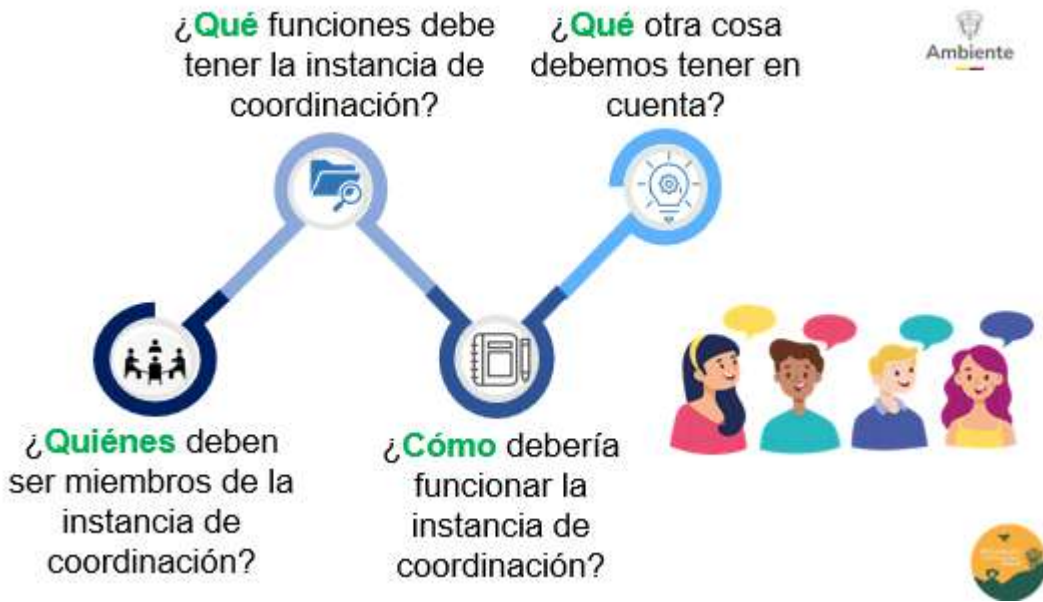 ¿Qué funciones debe
tener la instancia de
coordinación?
¿Qué otra cosa
debemos tener en
cuenta?
Ambiente
¿Quiénes deben
ser miembros de la
instancia de
coordinación?
¿Cómo debería
funcionar la
instancia de
coordinación?